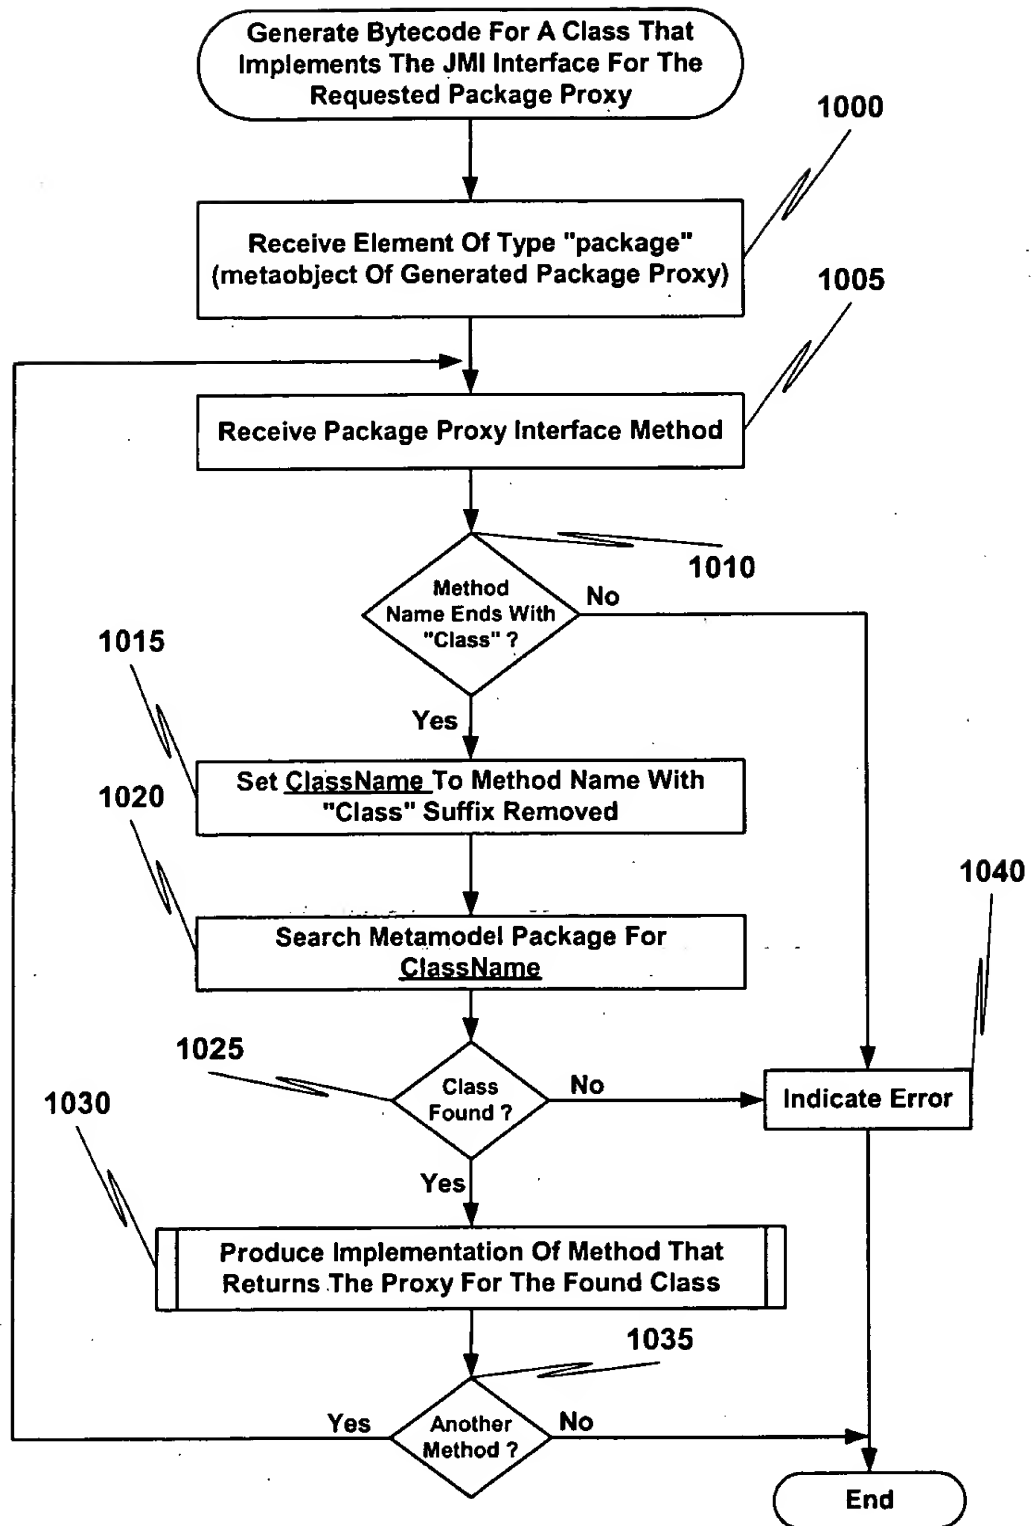 Generate Bytecode For A Class That
Implements The JMI Interface For The
Requested Package Proxy
1000
Receive Element Of Type "package"
(metaobject Of Generated Package Proxy)
1005
Receive Package Proxy Interface Method
1010
Method
Name Ends With
"Class" ?
No
1015
Yes
Set ClassName To Method Name With
"Class" Suffix Removed
1020
1040
Search Metamodel Package For
ClassName
1025
Class
Found ?
No
Indicate Error
1030
Yes
Produce Implementation Of Method That
Returns The Proxy For The Found Class
1035
Yes
Another
Method ?
No
End